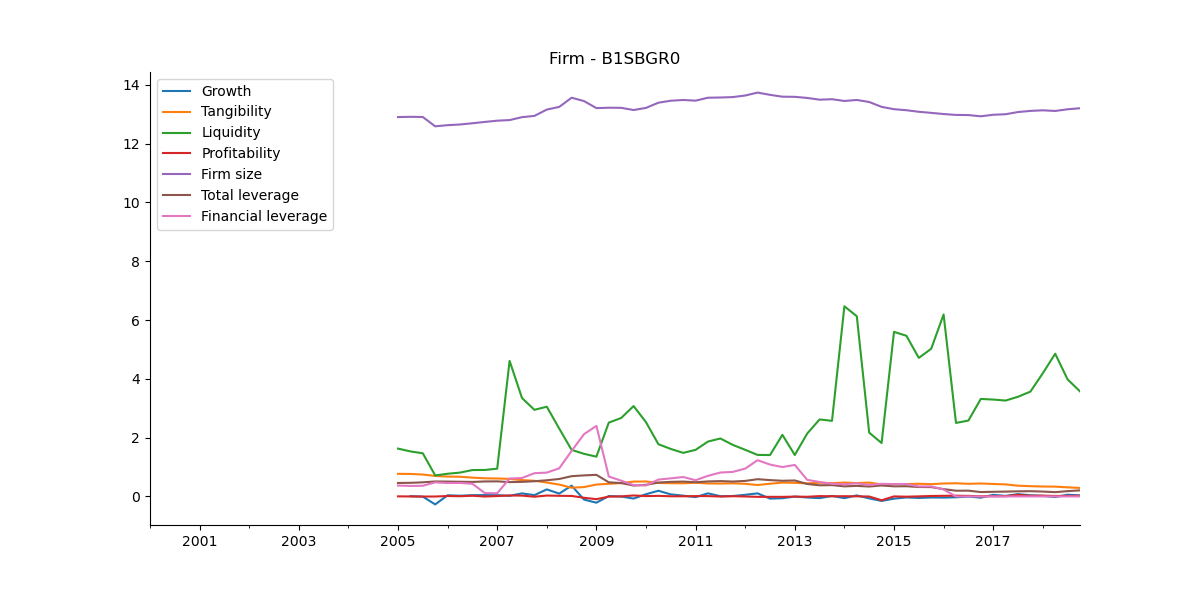 Firm - B1SBGR0
14
12
10
8
6
4
2
0
Growth
Tangibility
Liquidity
Profitability
Firm size
Total leverage
Financial leverage
2001 2003 2005 2007 2009 2011 2013 2015 2017